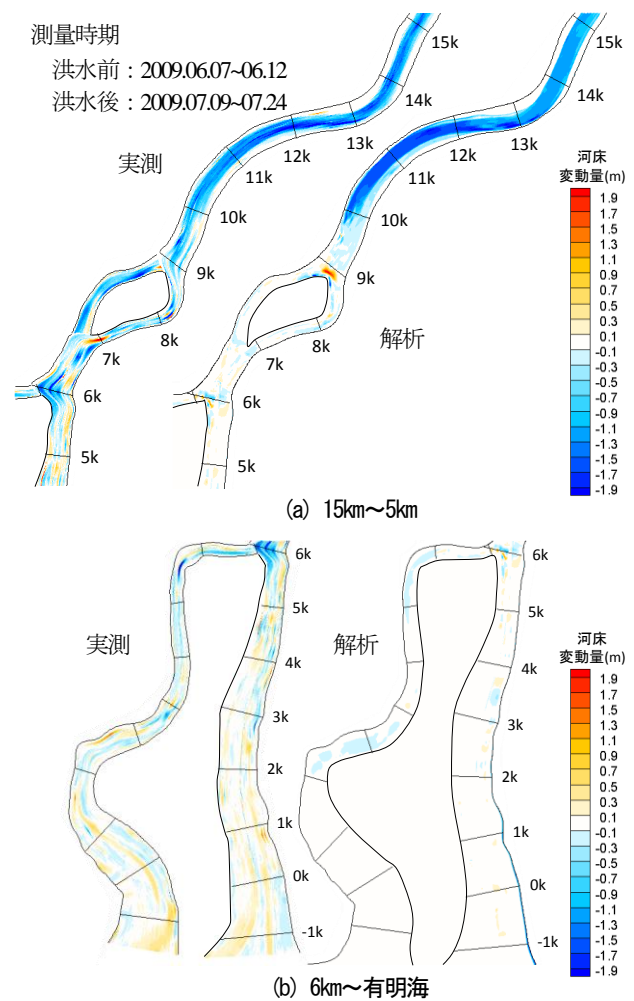 測量時期
洪水前：2009.06.07~06.12
洪水後：2009.07.09~07.24
実測
15k
14k
13k
12k
11k
10k
9k
8k
7k
6k
5k
解析
15k
14k
13k
12k
11k
10k
9k
8k
7k
6k
5k
河床
変動量(m)
1.9
1.7
1.5
1.3
1.1
0.9
0.7
0.5
0.3
0.1
-0.1
-0.3
-0.5
-0.7
-0.9
-1.1
-1.3
-1.5
-1.7
-1.9
(a) 15km～5km
実測
6k
5k
4k
3k
2k
1k
0k
-1k
解析
6k
5k
4k
3k
2k
1k
0k
-1k
河床
変動量(m)
1.9
1.7
1.5
1.3
1.1
0.9
0.7
0.5
0.3
0.1
-0.1
-0.3
-0.5
-0.7
-0.9
-1.1
-1.3
-1.5
-1.7
-1.9
(b) 6km～有明海